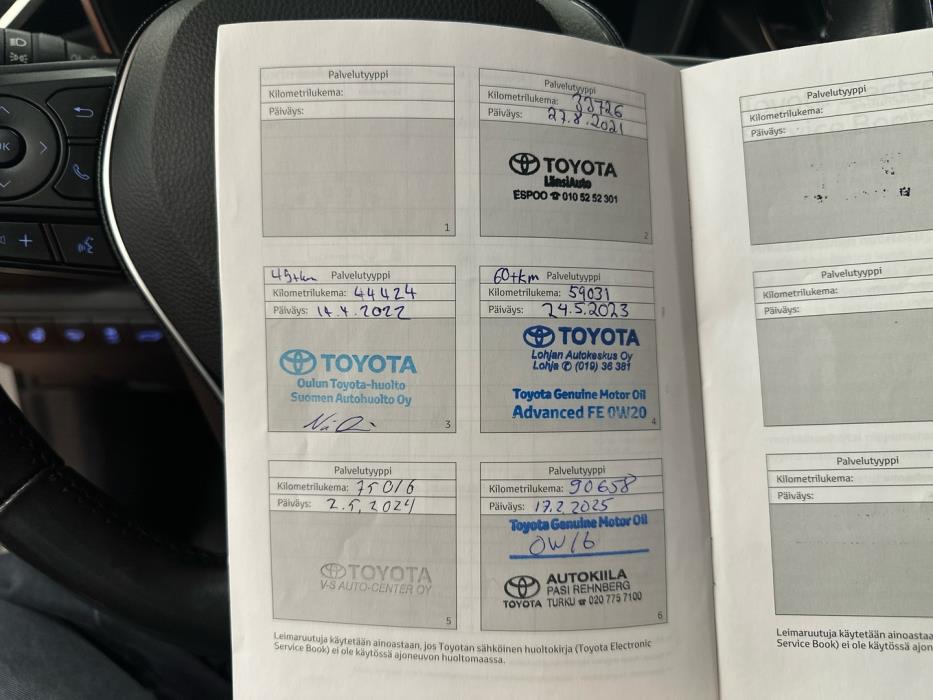 Palvelutyyppi
Kilometrilukema:
Päiväys:
1
Palvelutyyppi
Kilometrilukema: 33726
Päiväys: 27.8.2021
TOYOTA
LänsiAuto
ESPOO ☎ 010 52 52 301
2
45tkm Palvelutyyppi
Kilometrilukema: 44424
Päiväys: 14.4.2022
TOYOTA
Oulun Toyota-huolto
Suomen Autohuolto Oy
3
60tkm Palvelutyyppi
Kilometrilukema: 59031
Päiväys: 24.5.2023
TOYOTA
Lohjan Autokeskus Oy
Lohja ✆ (019) 36 381
Toyota Genuine Motor Oil
Advanced FE 0W20
4
Palvelutyyppi
Kilometrilukema: 75016
Päiväys: 2.5.2024
TOYOTA
V-S AUTO-CENTER OY
5
Palvelutyyppi
Kilometrilukema: 90658
Päiväys: 17.2.2025
Toyota Genuine Motor Oil
0W16
TOYOTA
AUTOKIILA
PASI REHNBERG
TURKU ☎ 020 775 7100
6
Leimaruutuja käytetään ainoastaan, jos Toyotan sähköinen huoltokirja (Toyota Electronic
Service Book) ei ole käytössä ajoneuvon huoltomaassa.
Palvelutyyppi
Kilometrilukema:
Päiväys:
Palvelutyyppi
Kilometrilukema:
Päiväys:
Palvelutyyppi
Kilometrilukema:
Päiväys:
Leimaruutuja käytetään ainoastaan
Service Book) ei ole käytössä ajon